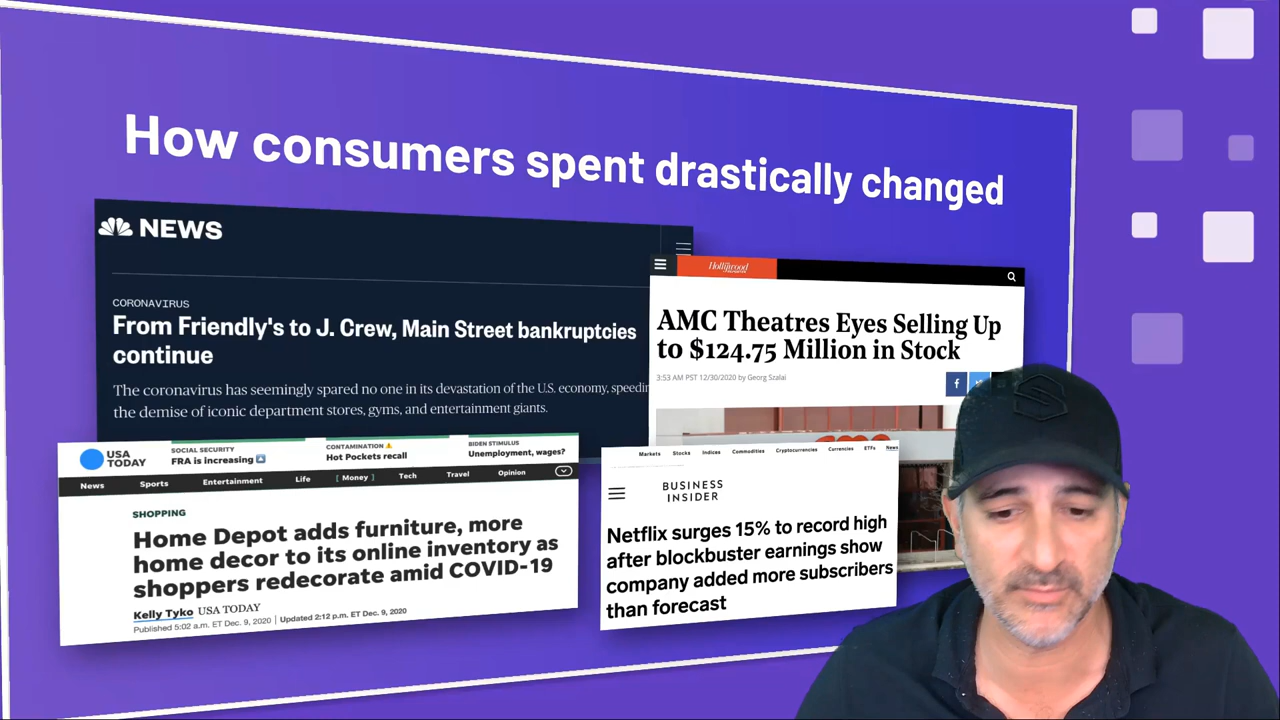 How consumers spent drastically changed
NEWS
CORONAVIRUS
From Friendly's to J. Crew, Main Street bankruptcies
continue
The coronavirus has seemingly spared no one in its devastation of the U.S. economy, speedin
the demise of iconic department stores, gyms, and entertainment giants.
Hollywood
AMC Theatres Eyes Selling Up
to $124.75 Million in Stock
3:53 AM PST 12/30/2020 by Georg Szalai
USA
TODAY
SOCIAL SECURITY
FRA is increasing
CONTAMINATION
Hot Pockets recall
BIDEN STIMULUS
Unemployment, wages?
News Sports Entertainment Life [ Money ] Tech Travel Opinion
SHOPPING
Home Depot adds furniture, more
home decor to its online inventory as
shoppers redecorate amid COVID-19
Kelly Tyko USA TODAY
Published 5:02 a.m. ET Dec. 9, 2020 | Updated 2:12 p.m. ET Dec. 9, 2020
Markets Stocks Indices Commodities Cryptocurrencies Currencies ETFs News
BUSINESS
INSIDER
Netflix surges 15% to record high
after blockbuster earnings show
company added more subscribers
than forecast